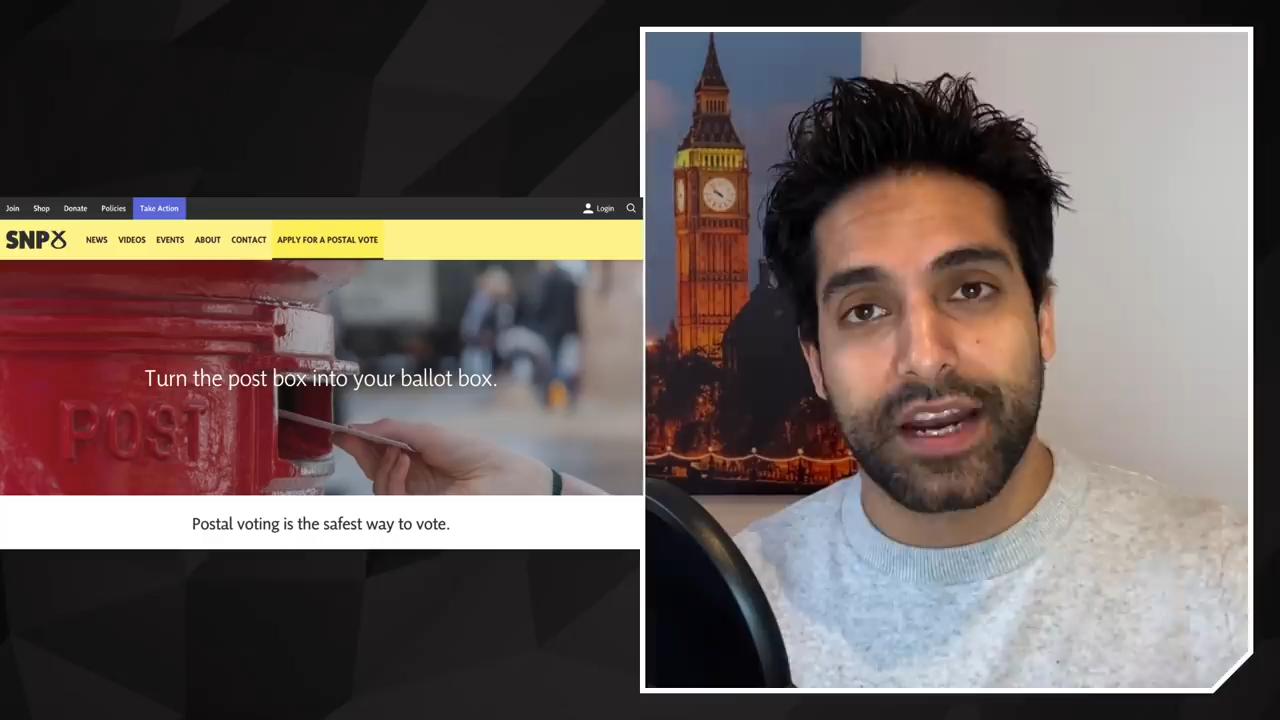 Join Shop Donate Policies Take Action Login
SNP NEWS VIDEOS EVENTS ABOUT CONTACT APPLY FOR A POSTAL VOTE
Turn the post box into your ballot box.
POST
Postal voting is the safest way to vote.